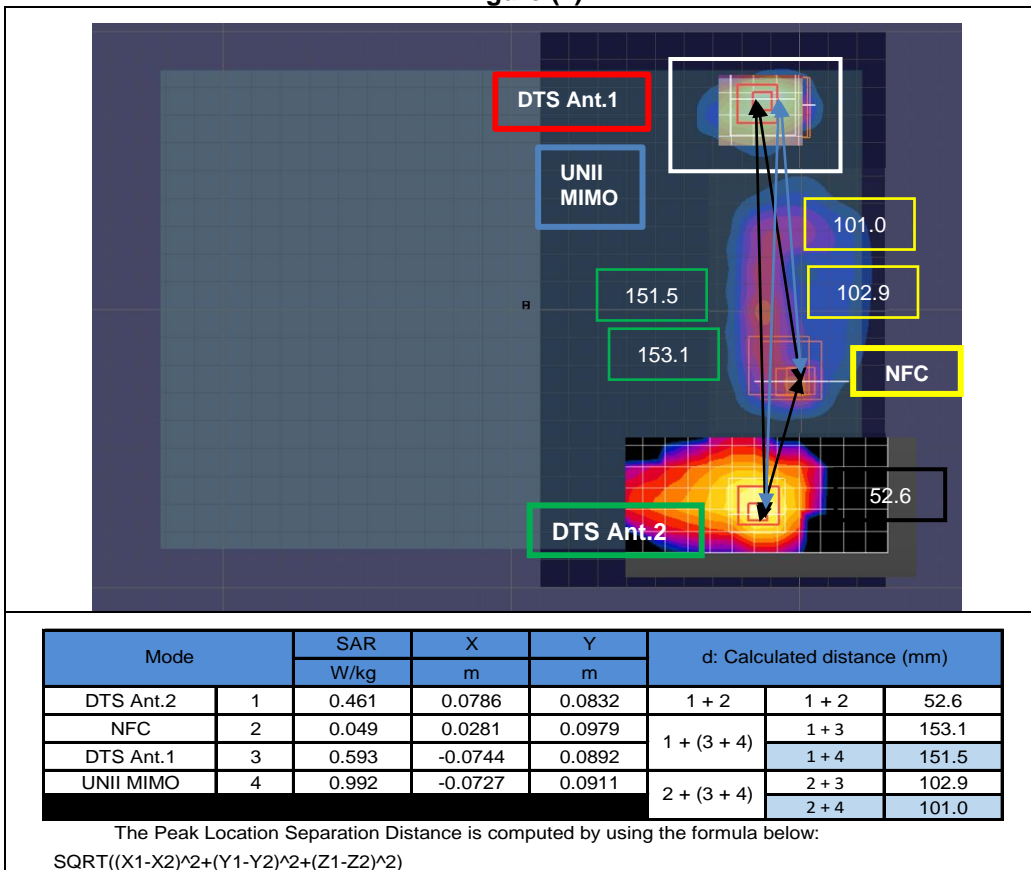 DTS Ant.1
UNII
MIMO
101.0
151.5
102.9
153.1
NFC
52.6
DTS Ant.2
Mode SAR X Y d: Calculated distance (mm)
W/kg m m
DTS Ant.2 1 0.461 0.0786 0.0832 1 + 2 1 + 2 52.6
NFC 2 0.049 0.0281 0.0979 1 + (3 + 4) 1 + 3 153.1
DTS Ant.1 3 0.593 -0.0744 0.0892 1 + 4 151.5
UNII MIMO 4 0.992 -0.0727 0.0911 2 + (3 + 4) 2 + 3 102.9
2 + 4 101.0
The Peak Location Separation Distance is computed by using the formula below:
SQRT((X1-X2)^2+(Y1-Y2)^2+(Z1-Z2)^2)